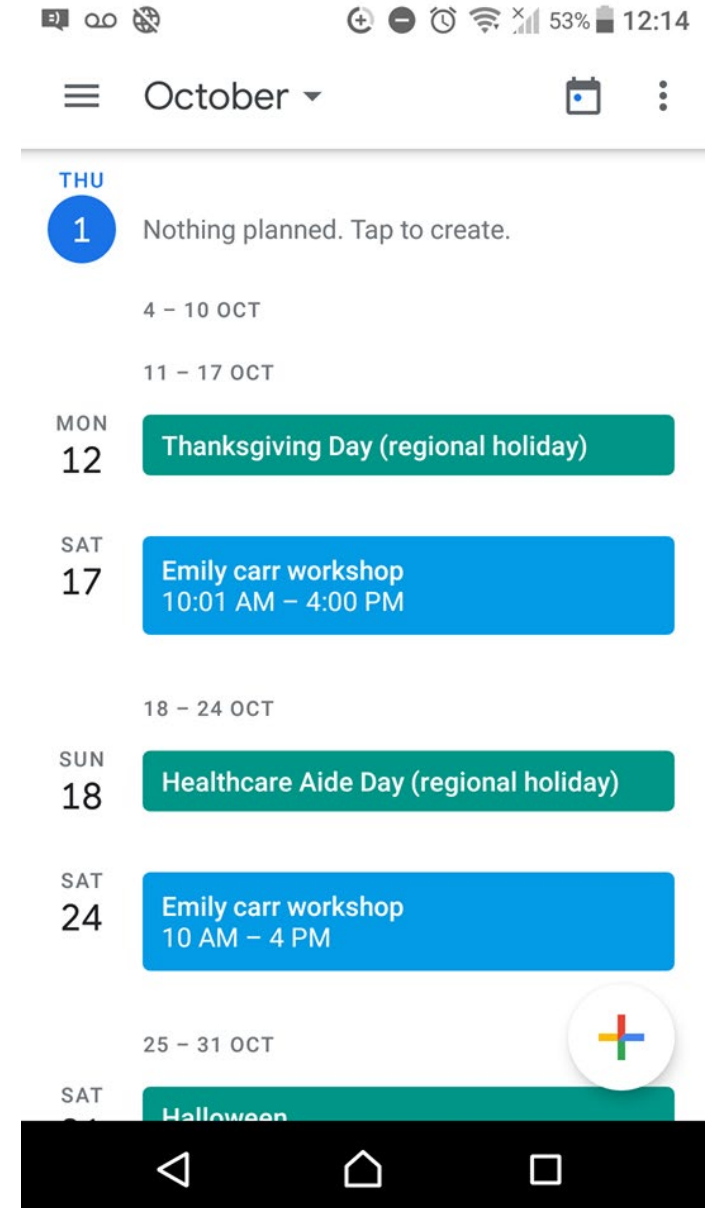 53% 12:14
October
THU
1
Nothing planned. Tap to create.
4 – 10 OCT
11 – 17 OCT
MON
12
Thanksgiving Day (regional holiday)
SAT
17
Emily carr workshop
10:01 AM – 4:00 PM
18 – 24 OCT
SUN
18
Healthcare Aide Day (regional holiday)
SAT
24
Emily carr workshop
10 AM – 4 PM
25 – 31 OCT
SAT
Halloween